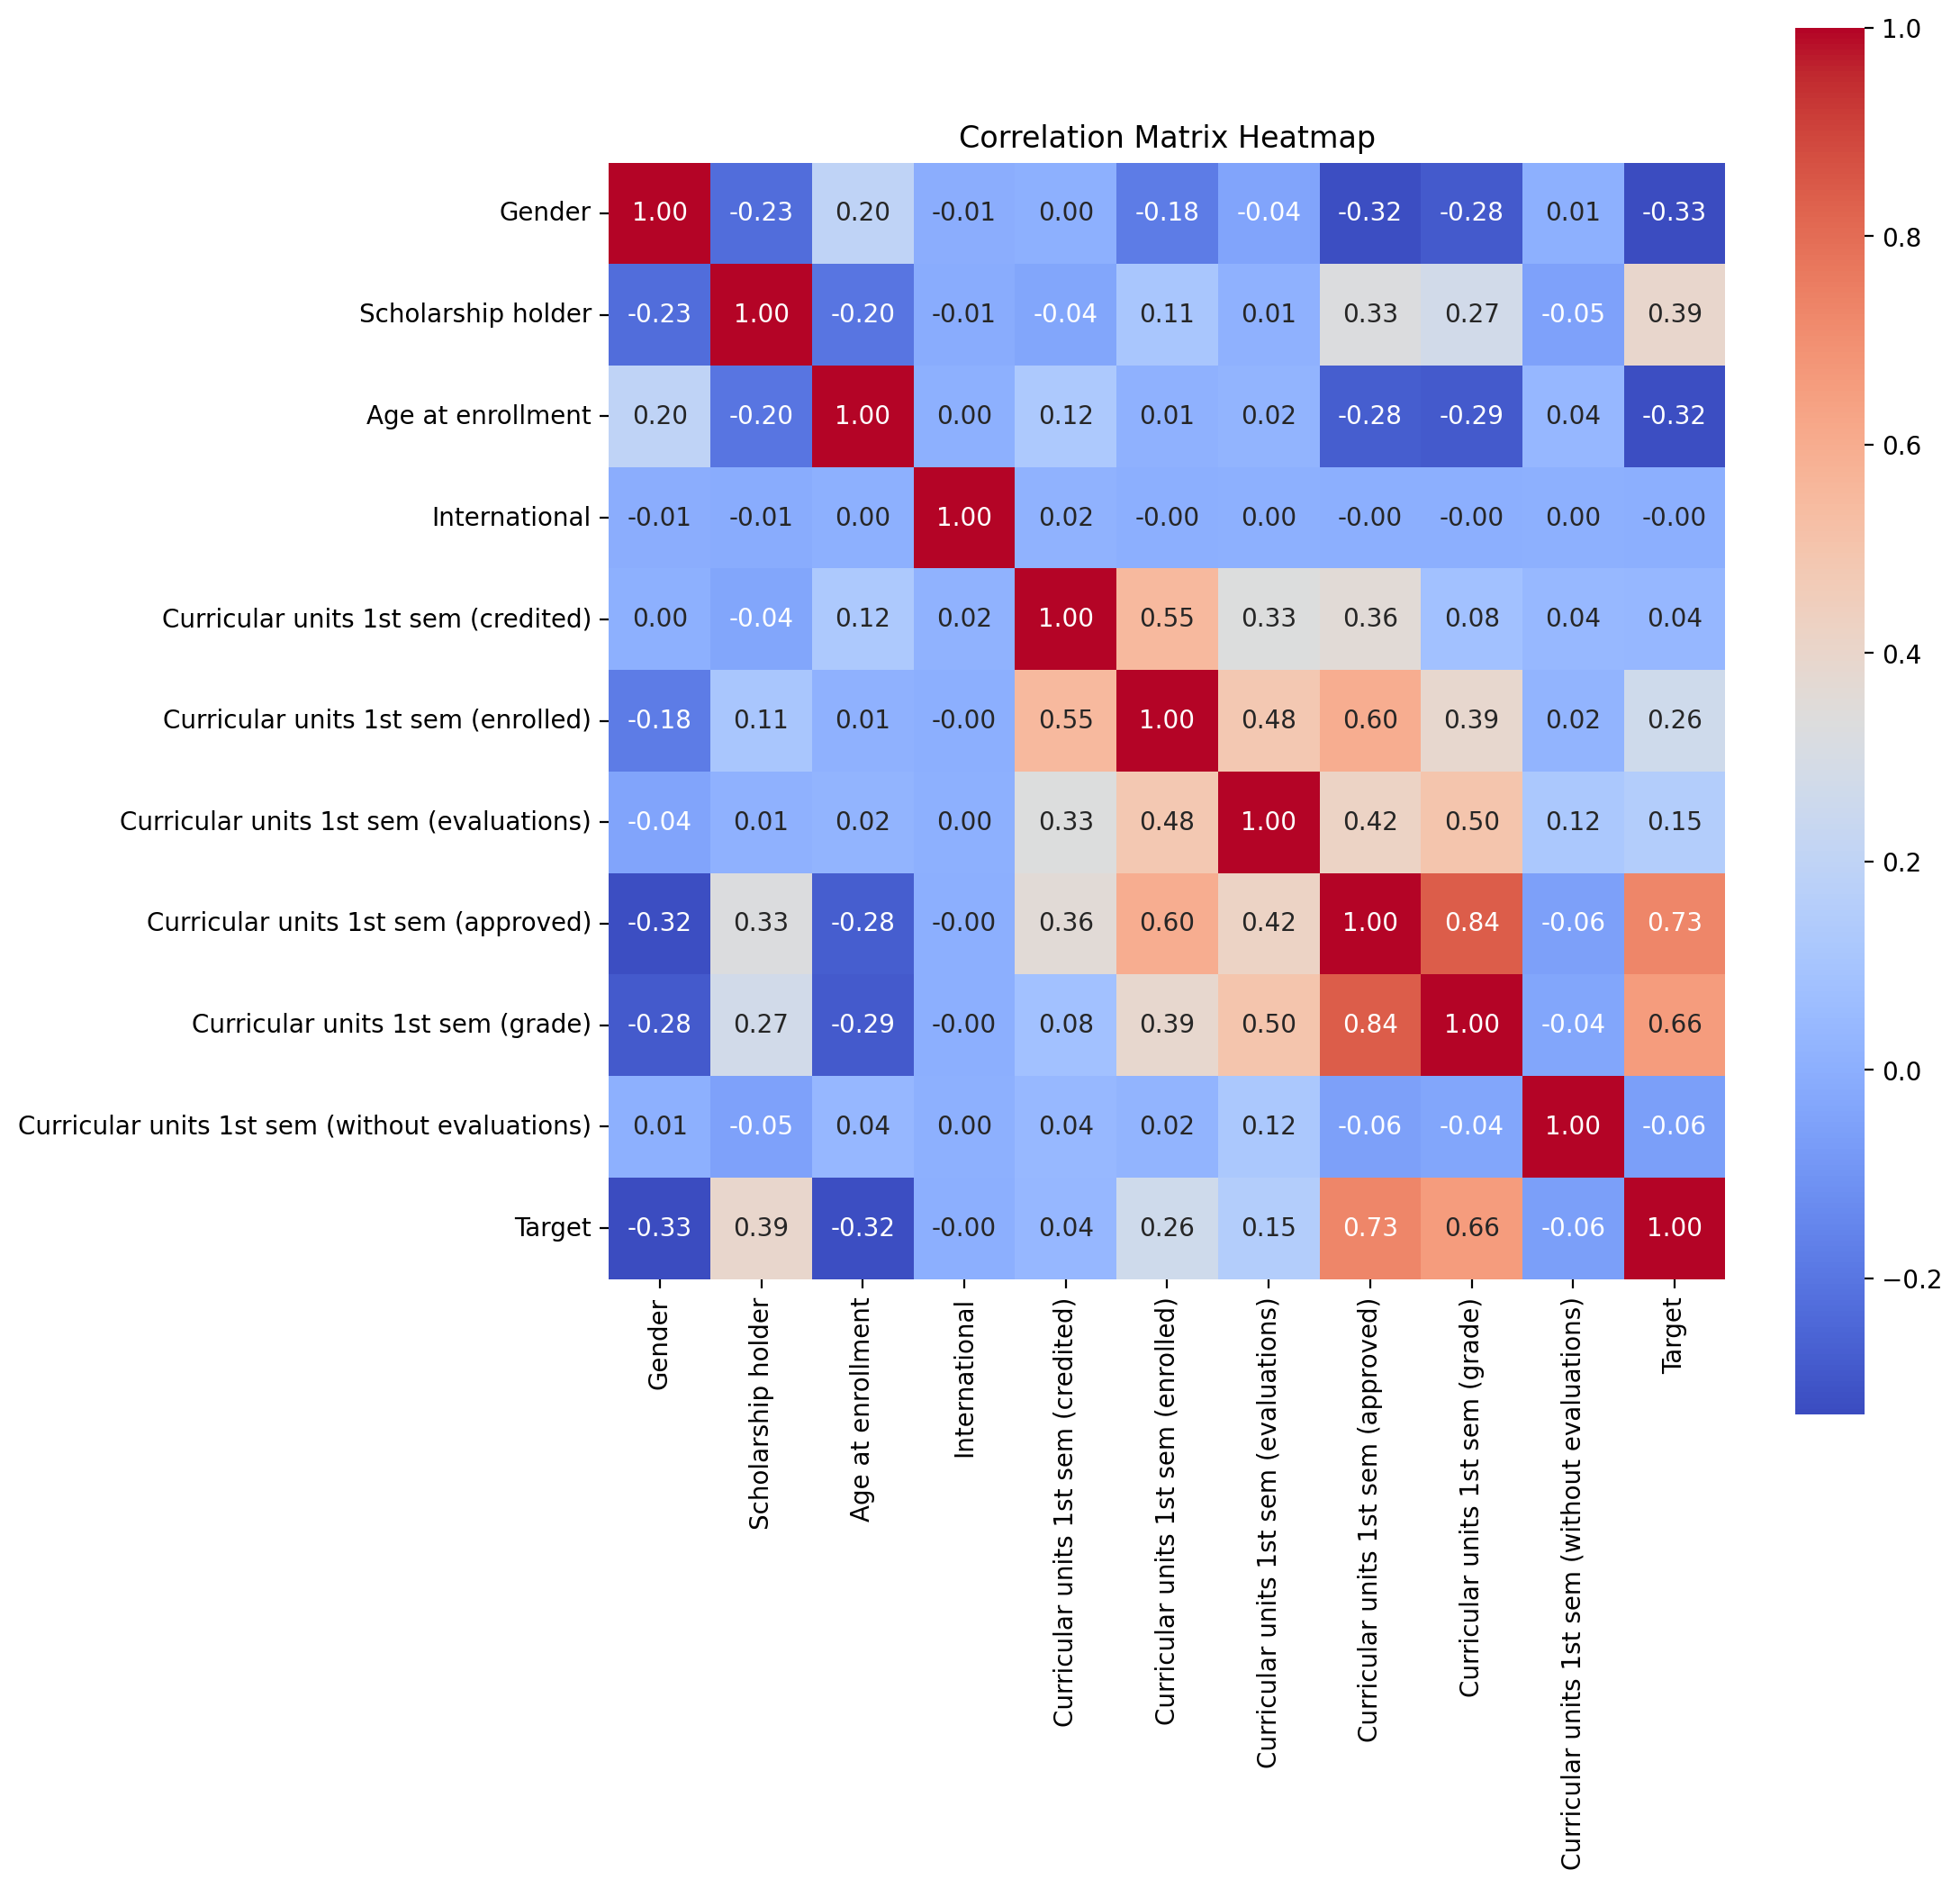 Correlation Matrix Heatmap
Gender 1.00 -0.23 0.20 -0.01 0.00 -0.18 -0.04 -0.32 -0.28 0.01 -0.33
Scholarship holder -0.23 1.00 -0.20 -0.01 -0.04 0.11 0.01 0.33 0.27 -0.05 0.39
Age at enrollment 0.20 -0.20 1.00 0.00 0.12 0.01 0.02 -0.28 -0.29 0.04 -0.32
International -0.01 -0.01 0.00 1.00 0.02 -0.00 0.00 -0.00 -0.00 0.00 -0.00
Curricular units 1st sem (credited) 0.00 -0.04 0.12 0.02 1.00 0.55 0.33 0.36 0.08 0.04 0.04
Curricular units 1st sem (enrolled) -0.18 0.11 0.01 -0.00 0.55 1.00 0.48 0.60 0.39 0.02 0.26
Curricular units 1st sem (evaluations) -0.04 0.01 0.02 0.00 0.33 0.48 1.00 0.42 0.50 0.12 0.15
Curricular units 1st sem (approved) -0.32 0.33 -0.28 -0.00 0.36 0.60 0.42 1.00 0.84 -0.06 0.73
Curricular units 1st sem (grade) -0.28 0.27 -0.29 -0.00 0.08 0.39 0.50 0.84 1.00 -0.04 0.66
Curricular units 1st sem (without evaluations) 0.01 -0.05 0.04 0.00 0.04 0.02 0.12 -0.06 -0.04 1.00 -0.06
Target -0.33 0.39 -0.32 -0.00 0.04 0.26 0.15 0.73 0.66 -0.06 1.00
Gender
Scholarship holder
Age at enrollment
International
Curricular units 1st sem (credited)
Curricular units 1st sem (enrolled)
Curricular units 1st sem (evaluations)
Curricular units 1st sem (approved)
Curricular units 1st sem (grade)
Curricular units 1st sem (without evaluations)
Target
1.0
0.8
0.6
0.4
0.2
0.0
−0.2